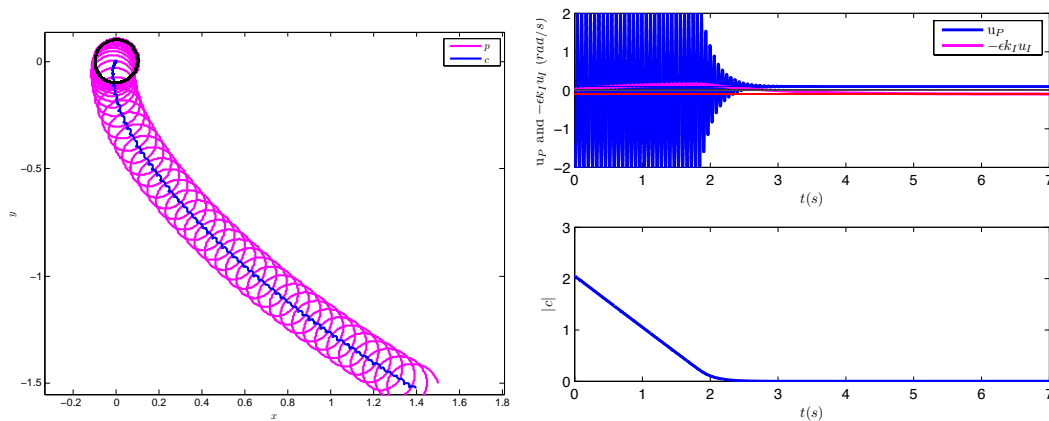 p
c
0
−0.5
−1
−1.5
y
−0.2 0 0.2 0.4 0.6 0.8 1 1.2 1.4 1.6 1.8
x
u_P
−ϵk_I u_I
2
1
0
−1
−2
u_P and −ϵk_I u_I (rad/s)
0 1 2 3 4 5 6 7
t(s)
3
2
1
0
|c|
0 1 2 3 4 5 6 7
t(s)